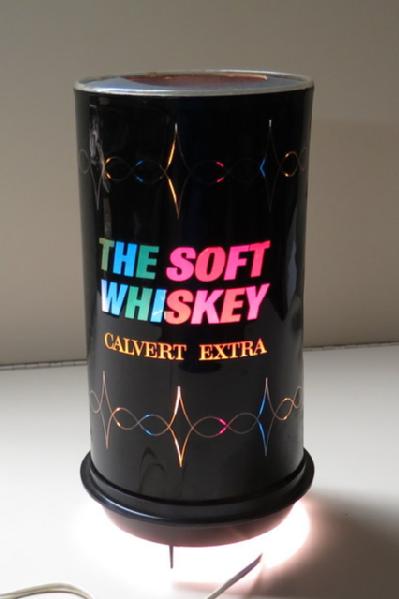 THE SOFT
WHISKEY
CALVERT EXTRA